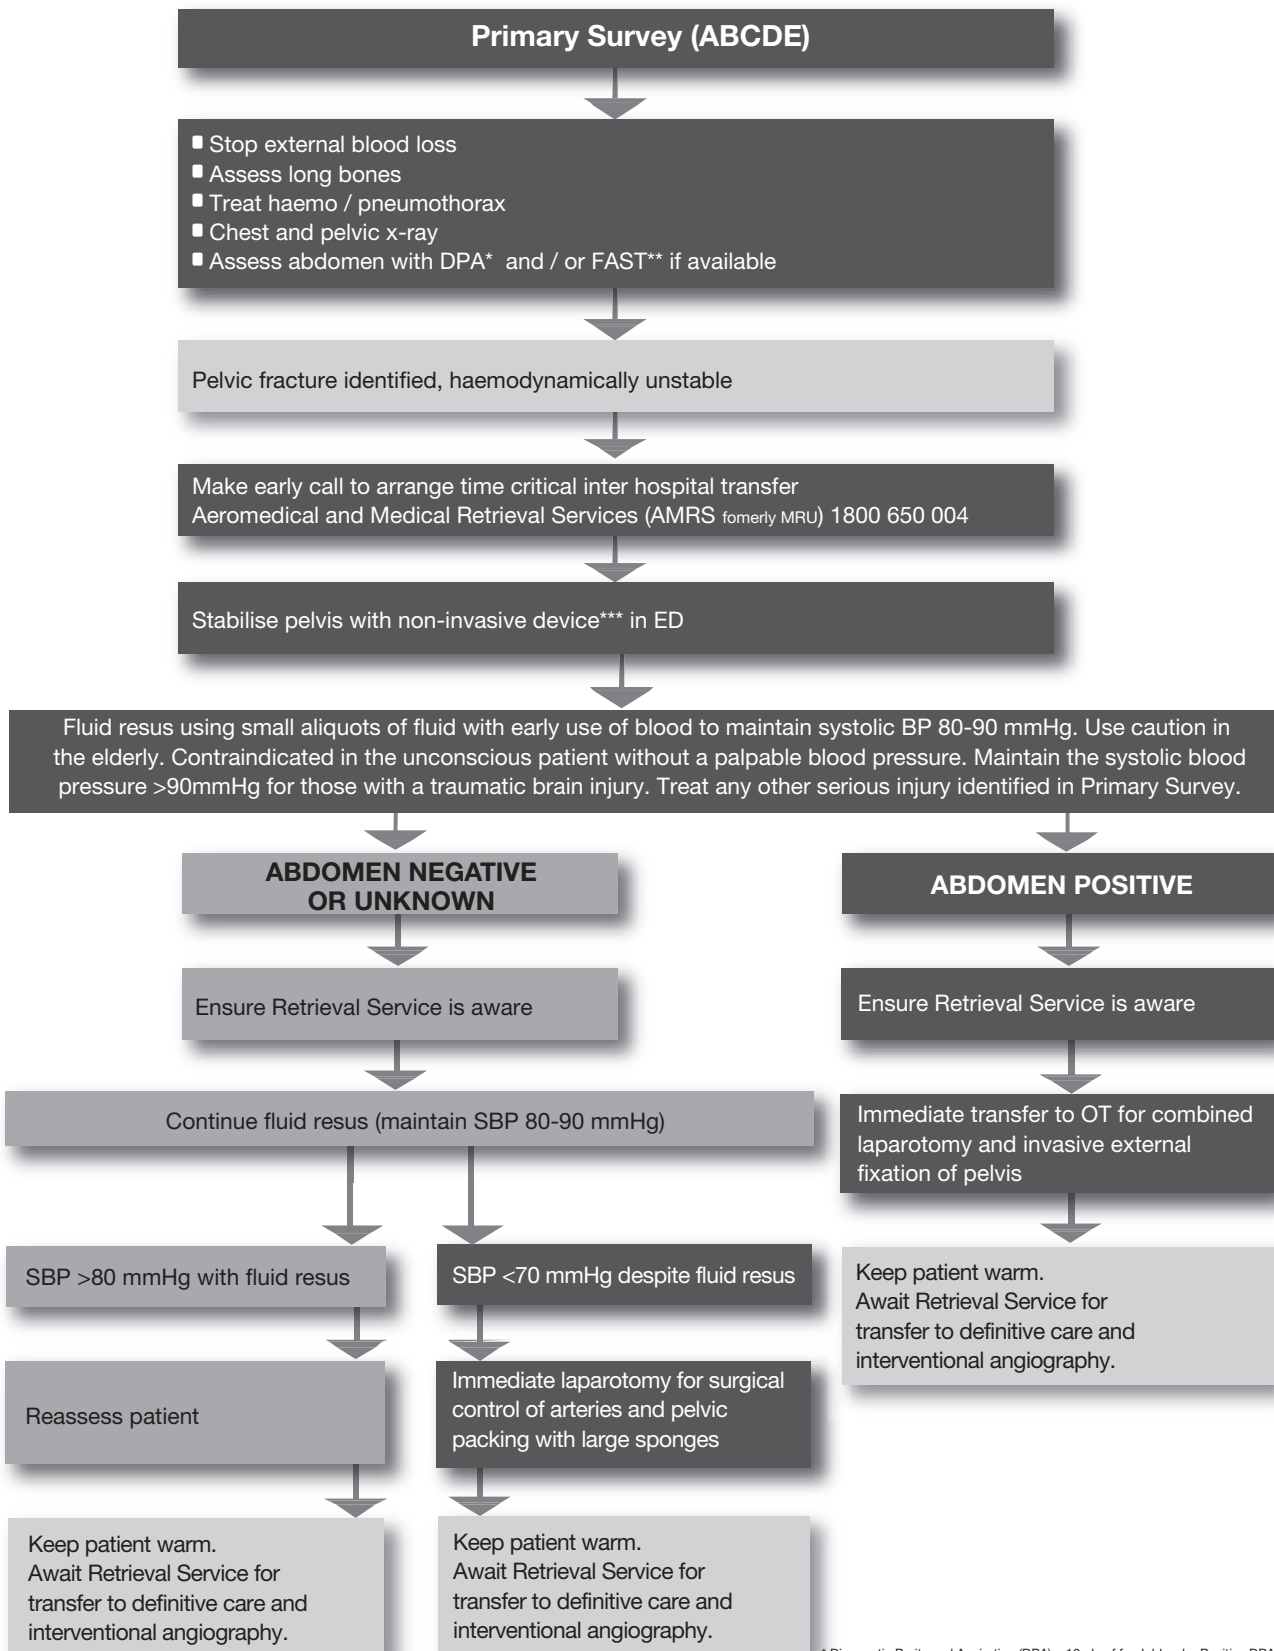 Primary Survey (ABCDE)
Stop external blood loss
Assess long bones
Treat haemo / pneumothorax
Chest and pelvic x-ray
Assess abdomen with DPA* and / or FAST** if available
Pelvic fracture identified, haemodynamically unstable
Make early call to arrange time critical inter hospital transfer
Aeromedical and Medical Retrieval Services (AMRS fomerly MRU) 1800 650 004
Stabilise pelvis with non-invasive device*** in ED
Fluid resus using small aliquots of fluid with early use of blood to maintain systolic BP 80-90 mmHg. Use caution in
the elderly. Contraindicated in the unconscious patient without a palpable blood pressure. Maintain the systolic blood
pressure >90mmHg for those with a traumatic brain injury. Treat any other serious injury identified in Primary Survey.
ABDOMEN NEGATIVE
OR UNKNOWN
Ensure Retrieval Service is aware
Continue fluid resus (maintain SBP 80-90 mmHg)
SBP >80 mmHg with fluid resus
Reassess patient
Keep patient warm.
Await Retrieval Service for
transfer to definitive care and
interventional angiography.
SBP <70 mmHg despite fluid resus
Immediate laparotomy for surgical
control of arteries and pelvic
packing with large sponges
Keep patient warm.
Await Retrieval Service for
transfer to definitive care and
interventional angiography.
ABDOMEN POSITIVE
Ensure Retrieval Service is aware
Immediate transfer to OT for combined
laparotomy and invasive external
fixation of pelvis
Keep patient warm.
Await Retrieval Service for
transfer to definitive care and
interventional angiography.